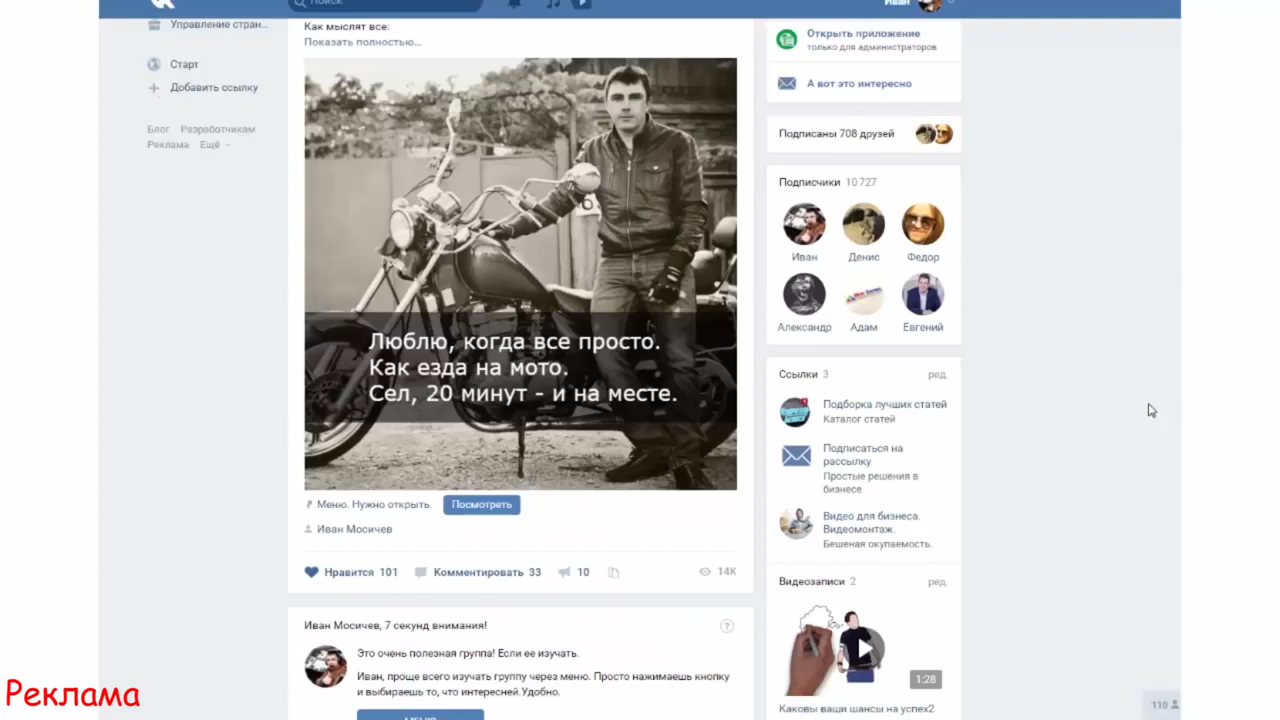 Поиск
Иван
Управление стран...
Старт
Добавить ссылку
Блог Разработчикам
Реклама Ещё
Как мыслят все:
Показать полностью...
Люблю, когда все просто.
Как езда на мото.
Сел, 20 минут - и на месте.
Меню. Нужно открыть. Посмотреть
Иван Мосичев
Нравится 101 Комментировать 33 10 14K
Иван Мосичев, 7 секунд внимания!
Это очень полезная группа! Если ее изучать.
Иван, проще всего изучать группу через меню. Просто нажимаешь кнопку
и выбираешь то, что интересней.Удобно.
МЕНЮ
Открыть приложение
только для администраторов
А вот это интересно
Подписаны 708 друзей
Подписчики 10 727
Иван Денис Федор
Александр Адам Евгений
Ссылки 3 ред.
Подборка лучших статей
Каталог статей
Подписаться на
рассылку
Простые решения в
бизнесе
Видео для бизнеса.
Видеомонтаж.
Бешеная окупаемость.
Видеозаписи 2 ред.
1:28
Каковы ваши шансы на успех2
110
Реклама